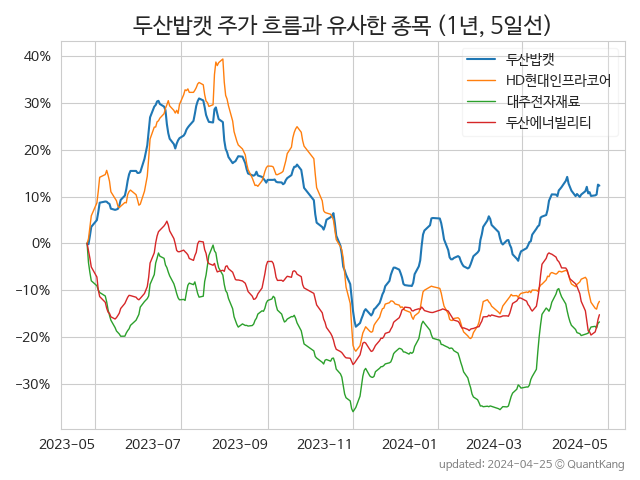 두산밥캣 주가 흐름과 유사한 종목 (1년, 5일선)
두산밥캣
HD현대인프라코어
대주전자재료
두산에너빌리티
40%
30%
20%
10%
0%
−10%
−20%
−30%
2023−05 2023−07 2023−09 2023−11 2024−01 2024−03 2024−05
updated: 2024-04-25 © QuantKang